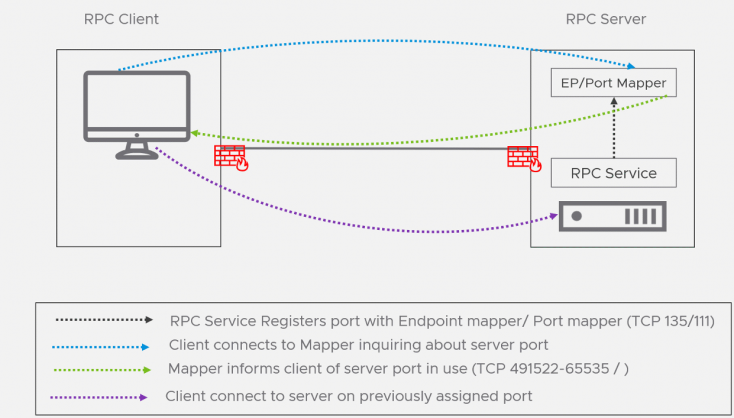 RPC Client
RPC Server
EP/Port Mapper
RPC Service
RPC Service Registers port with Endpoint mapper/ Port mapper (TCP 135/111)
Client connects to Mapper inquiring about server port
Mapper informs client of server port in use (TCP 491522-65535 / )
Client connect to server on previously assigned port